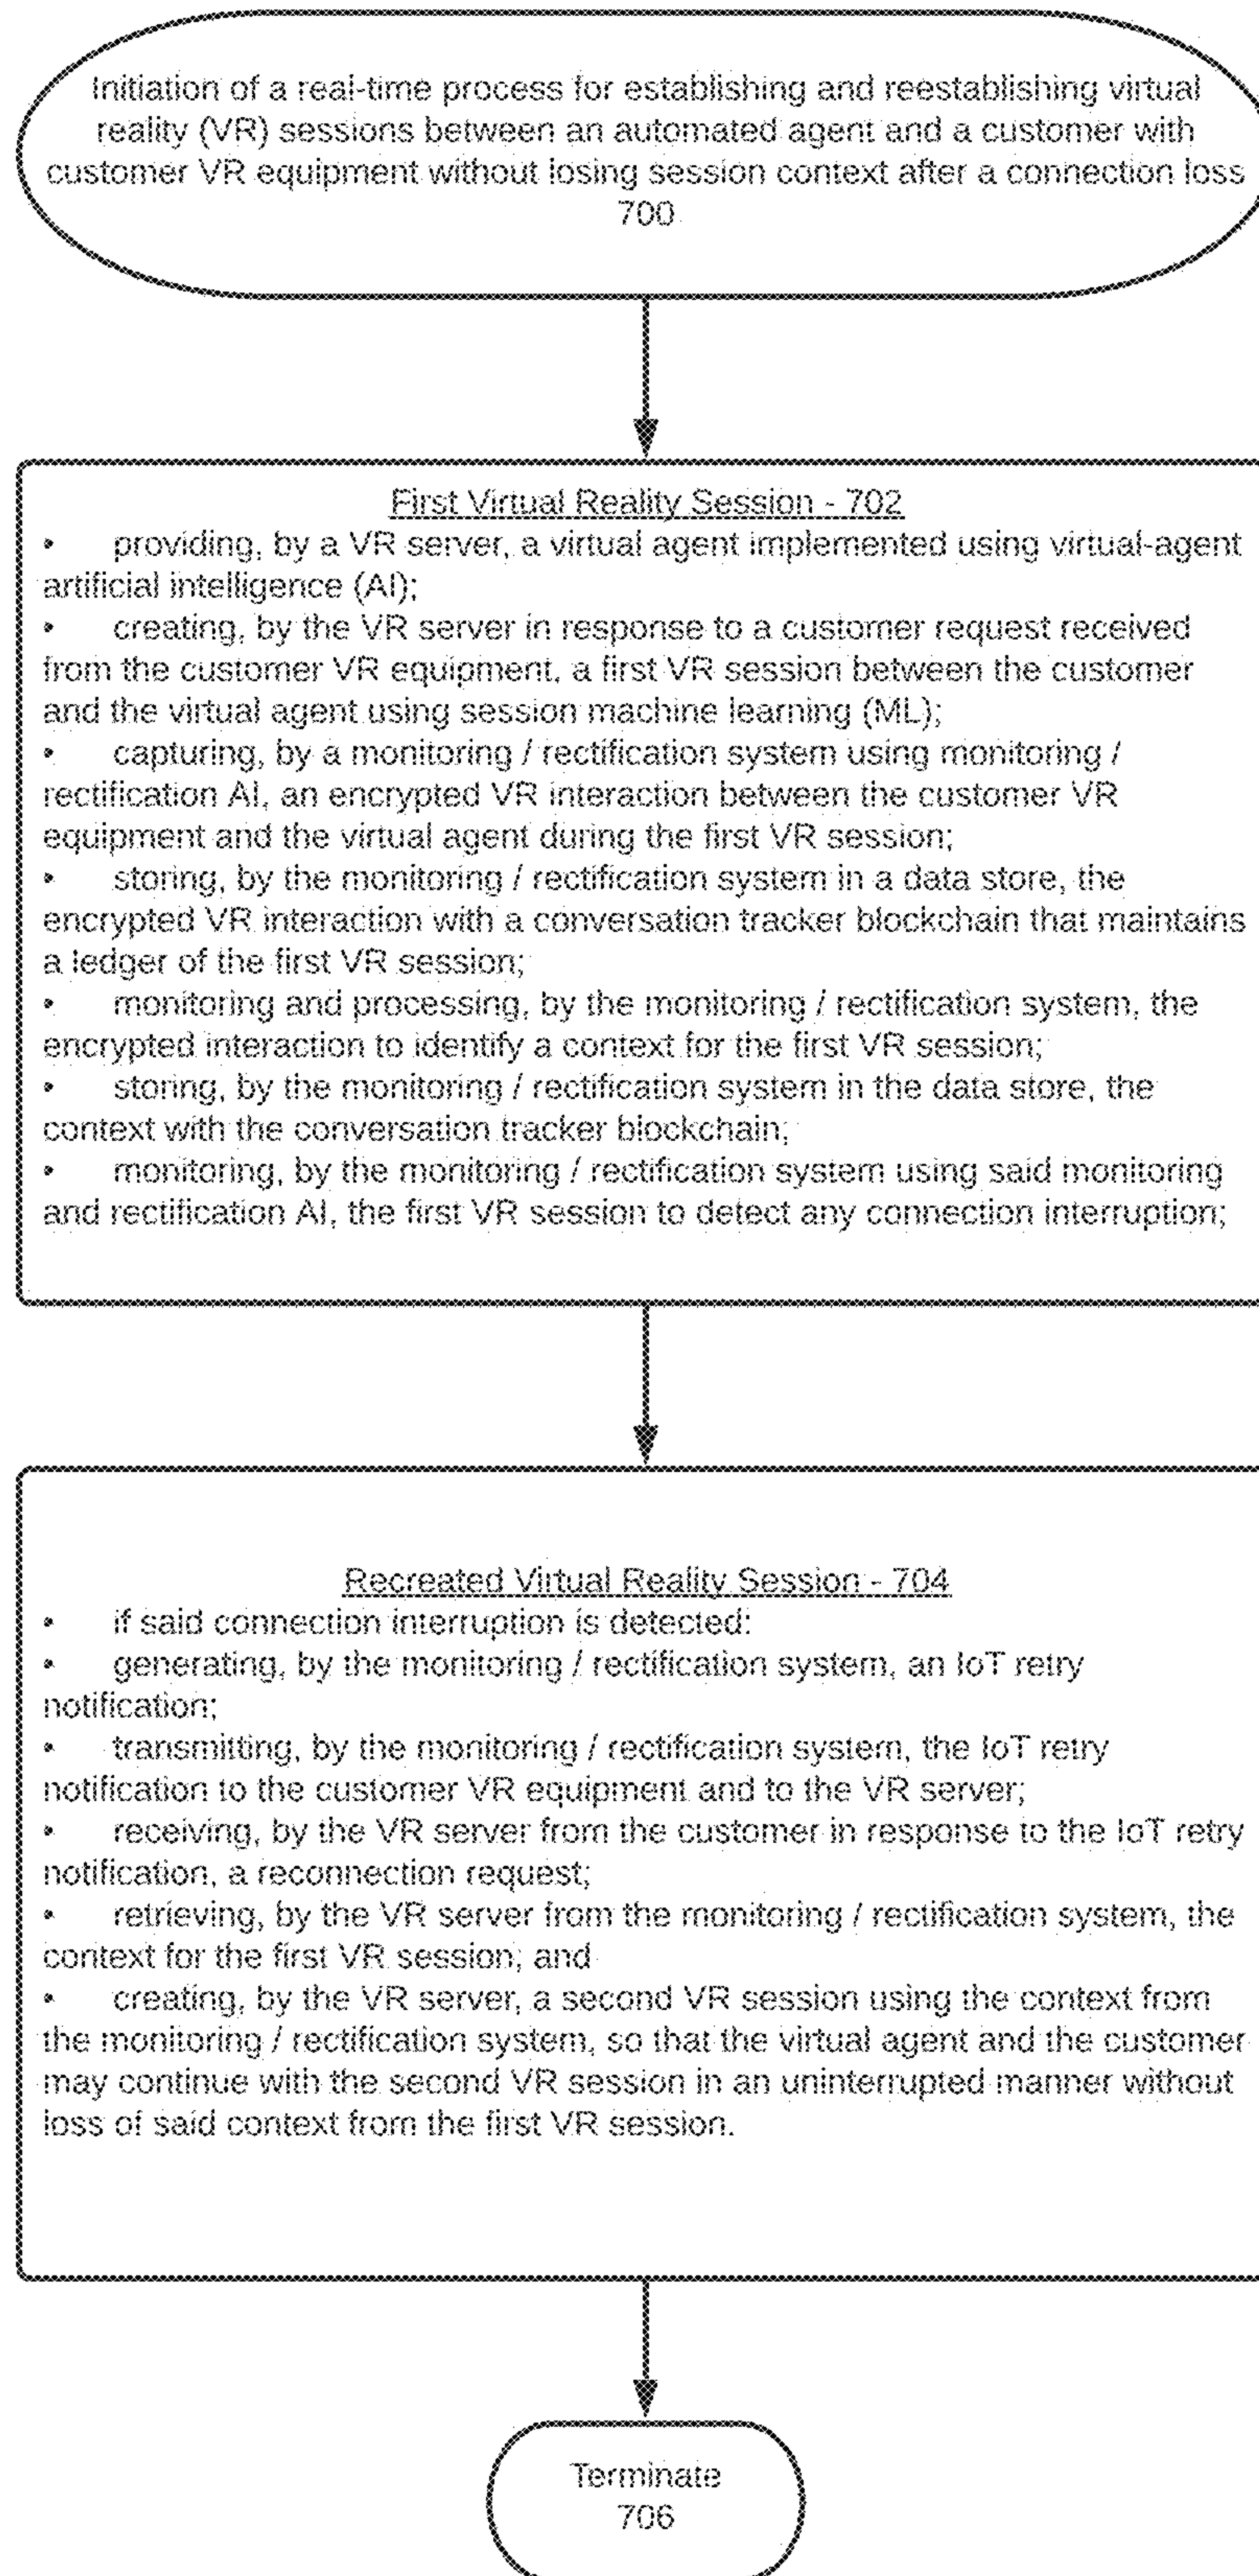 Initiation of a real-time process for establishing and reestablishing virtual
reality (VR) sessions between an automated agent and a customer with
customer VR equipment without losing session context after a connection loss
700
First Virtual Reality Session - 702
• providing, by a VR server, a virtual agent implemented using virtual-agent
artificial intelligence (AI);
• creating, by the VR server in response to a customer request received
from the customer VR equipment, a first VR session between the customer
and the virtual agent using session machine learning (ML);
• capturing, by a monitoring / rectification system using monitoring /
rectification AI, an encrypted VR interaction between the customer VR
equipment and the virtual agent during the first VR session;
• storing, by the monitoring / rectification system in a data store, the
encrypted VR interaction with a conversation tracker blockchain that maintains
a ledger of the first VR session;
• monitoring and processing, by the monitoring / rectification system, the
encrypted interaction to identify a context for the first VR session;
• storing, by the monitoring / rectification system in the data store, the
context with the conversation tracker blockchain;
• monitoring, by the monitoring / rectification system using said monitoring
and rectification AI, the first VR session to detect any connection interruption;
Recreated Virtual Reality Session - 704
• if said connection interruption is detected:
• generating, by the monitoring / rectification system, an IoT retry
notification;
• transmitting, by the monitoring / rectification system, the IoT retry
notification to the customer VR equipment and to the VR server;
• receiving, by the VR server from the customer in response to the IoT retry
notification, a reconnection request;
• retrieving, by the VR server from the monitoring / rectification system, the
context for the first VR session; and
• creating, by the VR server, a second VR session using the context from
the monitoring / rectification system, so that the virtual agent and the customer
may continue with the second VR session in an uninterrupted manner without
loss of said context from the first VR session.
Terminate
706